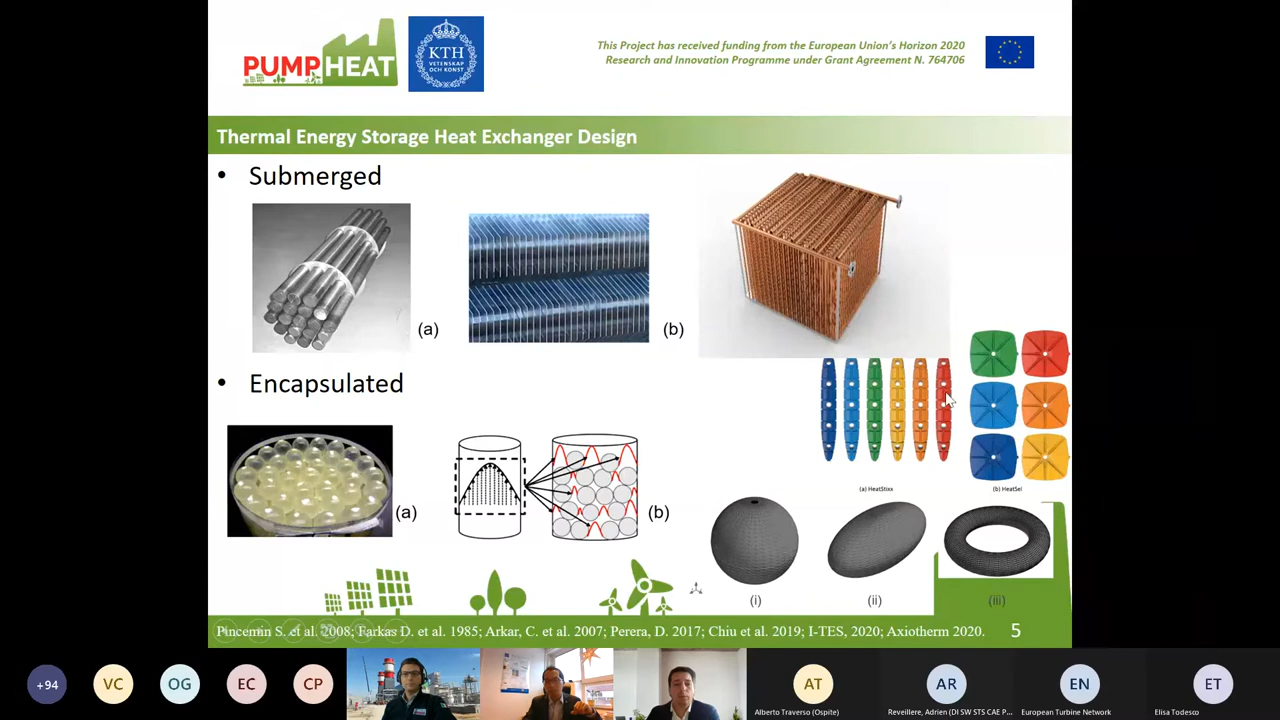 PUMPHEAT
KTH
VETENSKAP
OCH KONST
This Project has received funding from the European Union's Horizon 2020
Research and Innovation Programme under Grant Agreement N. 764706
Thermal Energy Storage Heat Exchanger Design
• Submerged
(a)
(b)
• Encapsulated
(a)
(b)
(a) HeatStixx
(b) HeatSel
(i)
(ii)
(iii)
Pincemin S. et al. 2008; Farkas D. et al. 1985; Arkar, C. et al. 2007; Perera, D. 2017; Chiu et al. 2019; I-TES, 2020; Axiotherm 2020.
5
+94
VC
OG
EC
CP
AT
Alberto Traverso (Ospite)
AR
Reveillere, Adrien (DI SW STS CAE P...
EN
European Turbine Network
ET
Elisa Todesco